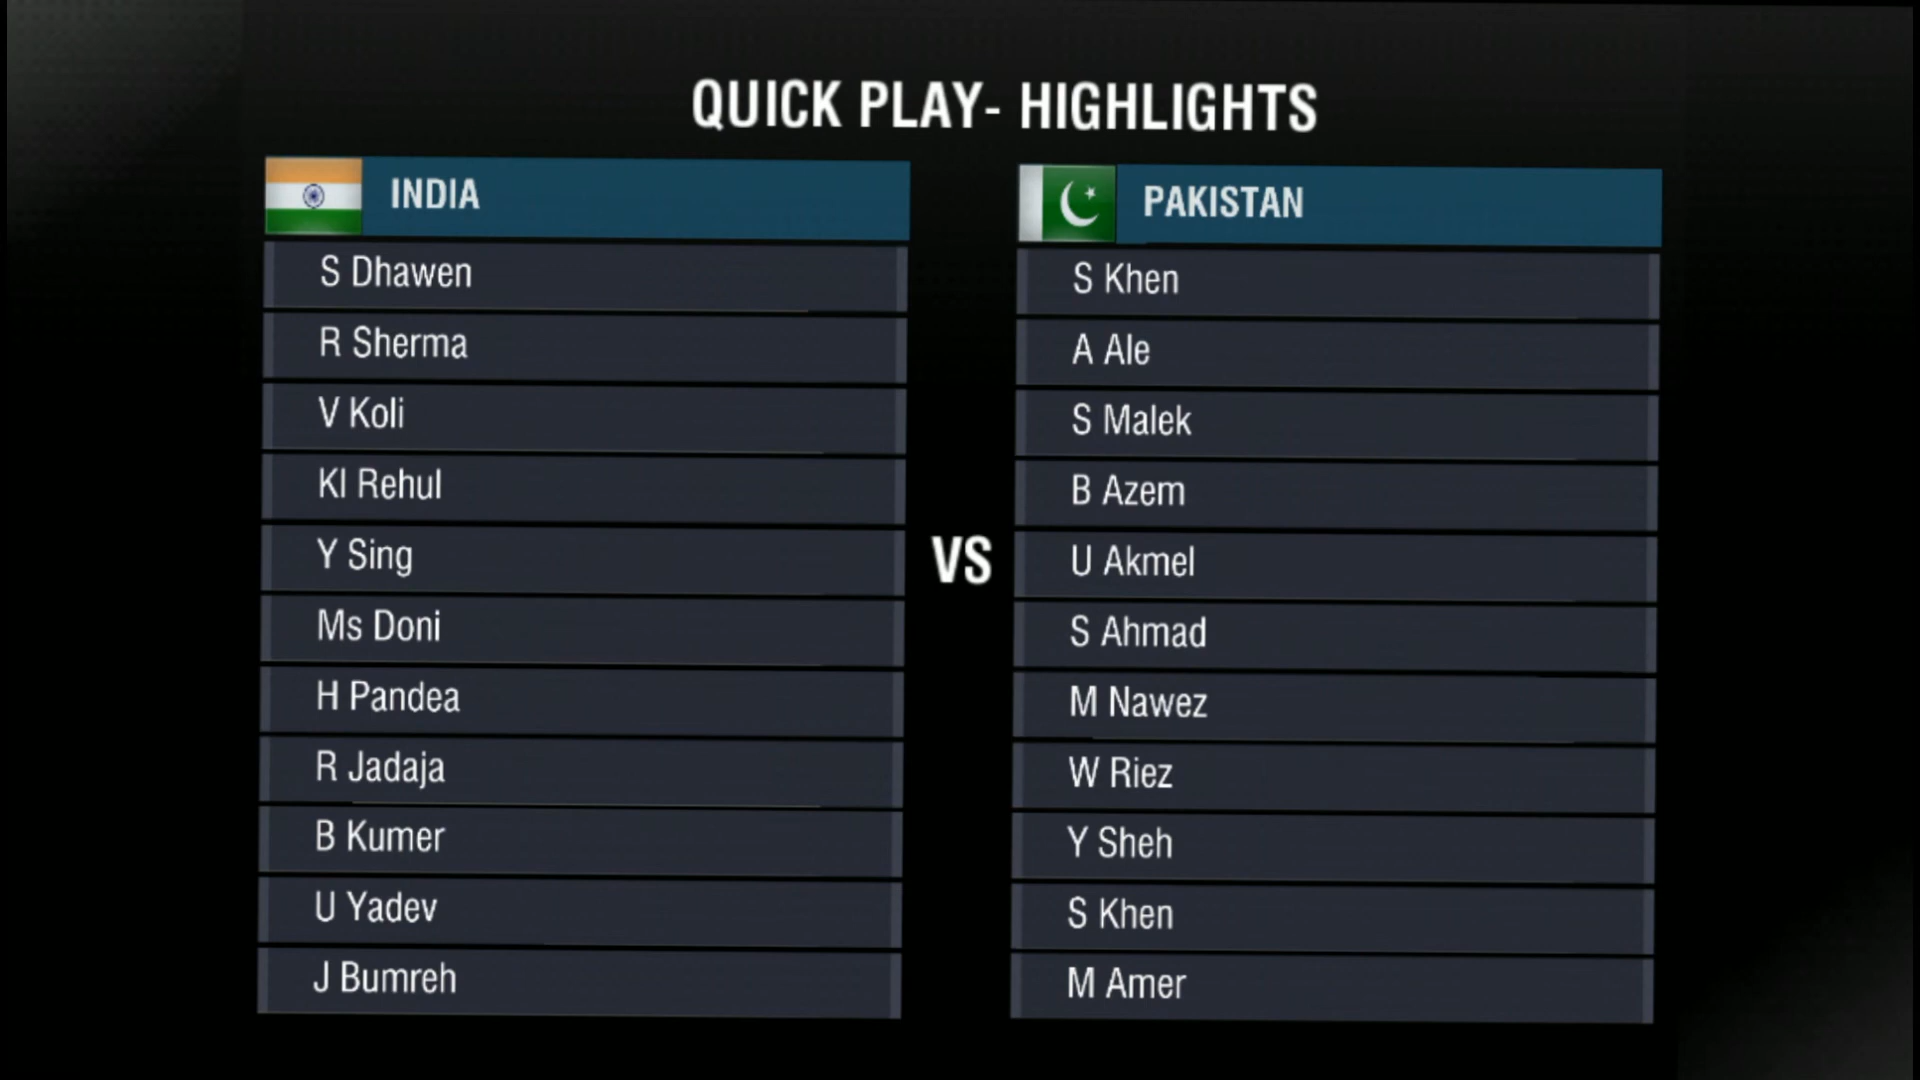 QUICK PLAY- HIGHLIGHTS
INDIA
S Dhawen
R Sherma
V Koli
Kl Rehul
Y Sing
Ms Doni
H Pandea
R Jadaja
B Kumer
U Yadev
J Bumreh
VS
PAKISTAN
S Khen
A Ale
S Malek
B Azem
U Akmel
S Ahmad
M Nawez
W Riez
Y Sheh
S Khen
M Amer